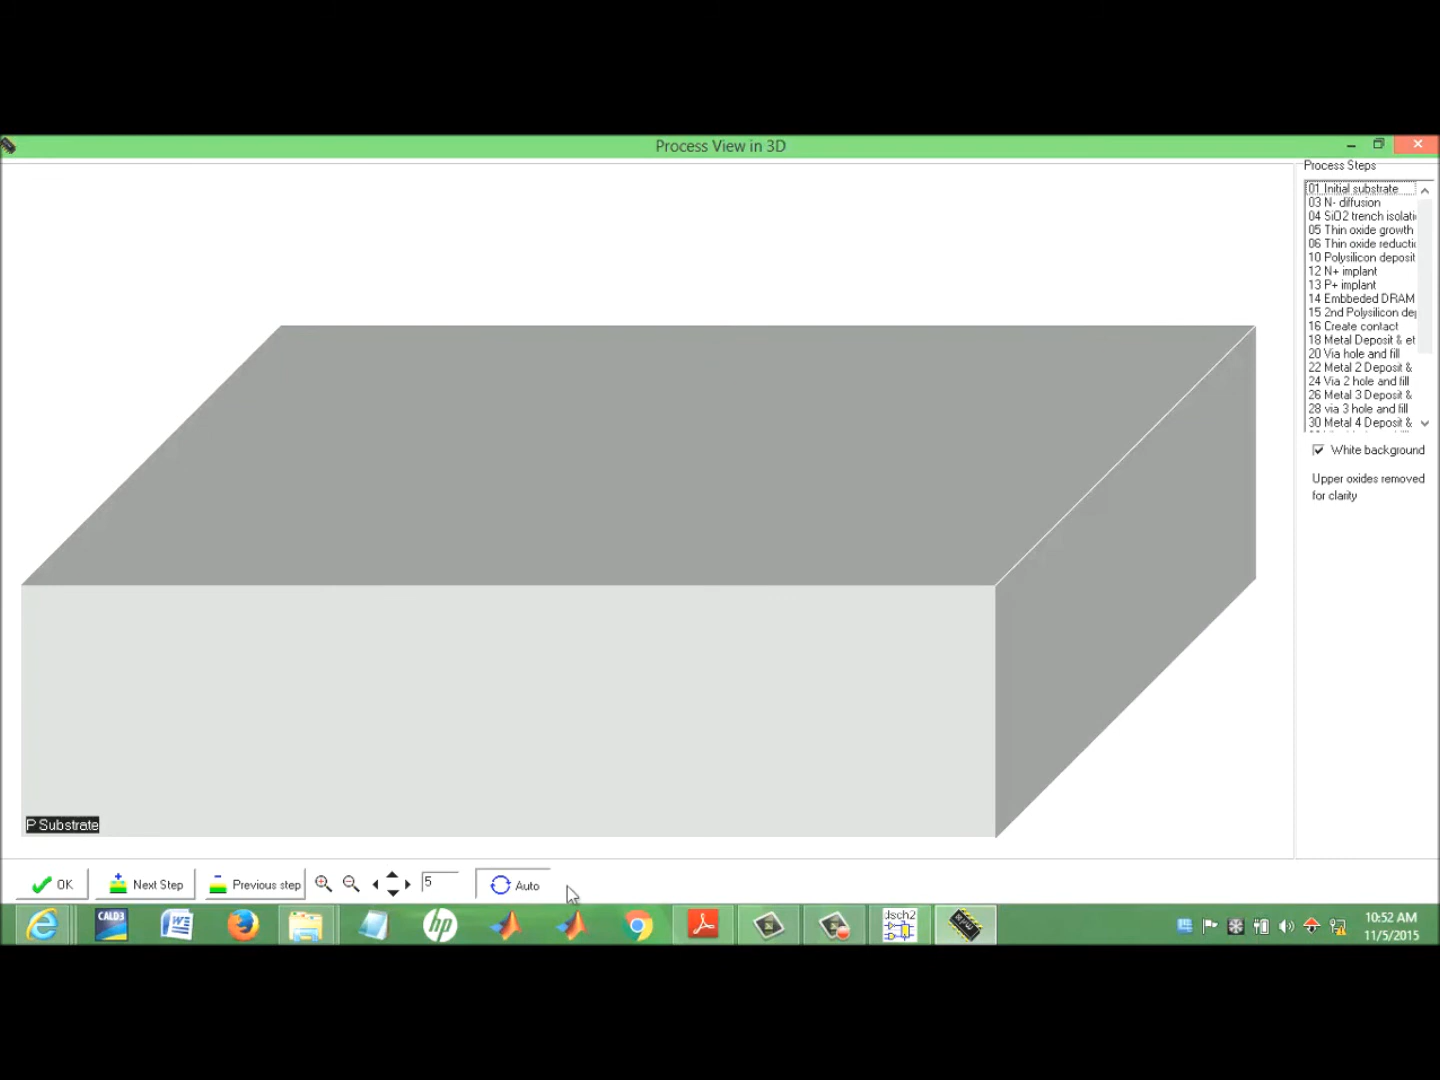 Process View in 3D
Process Steps
01 Initial substrate
03 N- diffusion
04 SiO2 trench isolati
05 Thin oxide growth
06 Thin oxide reducti
10 Polysilicon deposit
12 N+ implant
13 P+ implant
14 Embbeded DRAM
15 2nd Polysilicon dep
16 Create contact
18 Metal Deposit & et
20 Via hole and fill
22 Metal 2 Deposit &
24 Via 2 hole and fill
26 Metal 3 Deposit &
28 via 3 hole and fill
30 Metal 4 Deposit &
White background
Upper oxides removed
for clarity
P Substrate
OK
Next Step
Previous step
5
Auto
CALD3
hp
dsch2
10:52 AM
11/5/2015